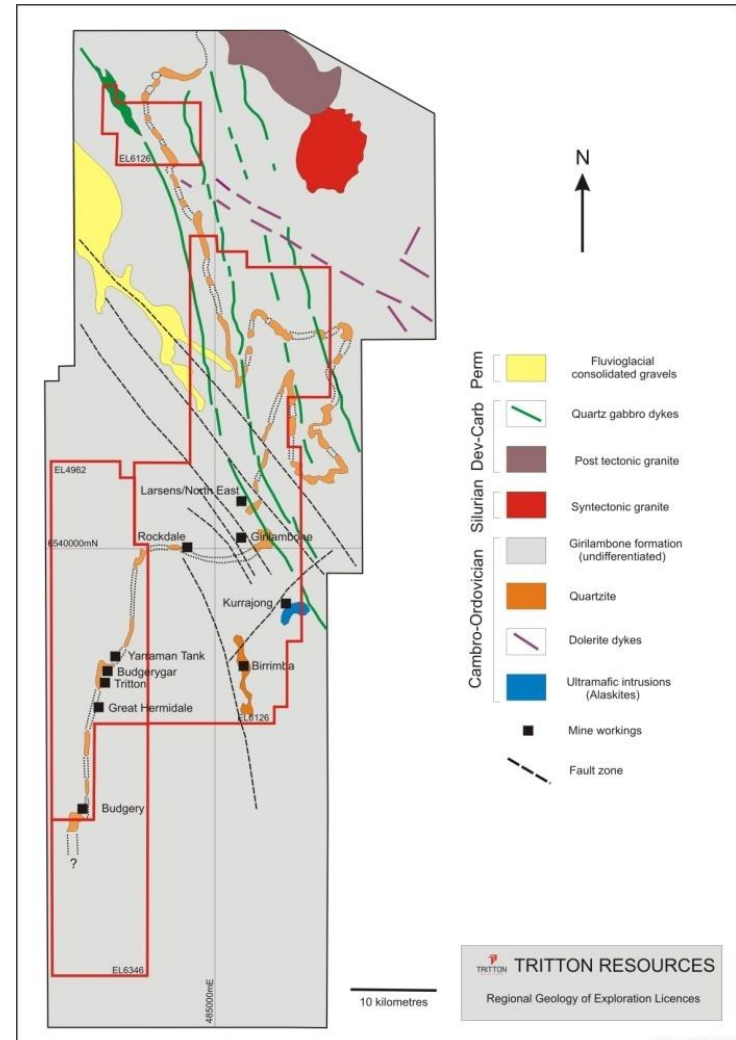 EL6126
N
EL4962
Larsens/North East
6540000mN
Rockdale
Girilambone
Kurrajong
Yarraman Tank
Budgerygar
Birrimba
Tritton
Great Hermidale
EL6126
Budgery
?
EL6346
485000mE
10 kilometres
Perm
Fluvioglacial
consolidated gravels
Dev-Carb
Quartz gabbro dykes
Post tectonic granite
Silurian
Syntectonic granite
Cambro-Ordovician
Girilambone formation
(undifferentiated)
Quartzite
Dolerite dykes
Ultramafic intrusions
(Alaskites)
Mine workings
Fault zone
TRITTON
TRITTON RESOURCES
Regional Geology of Exploration Licences